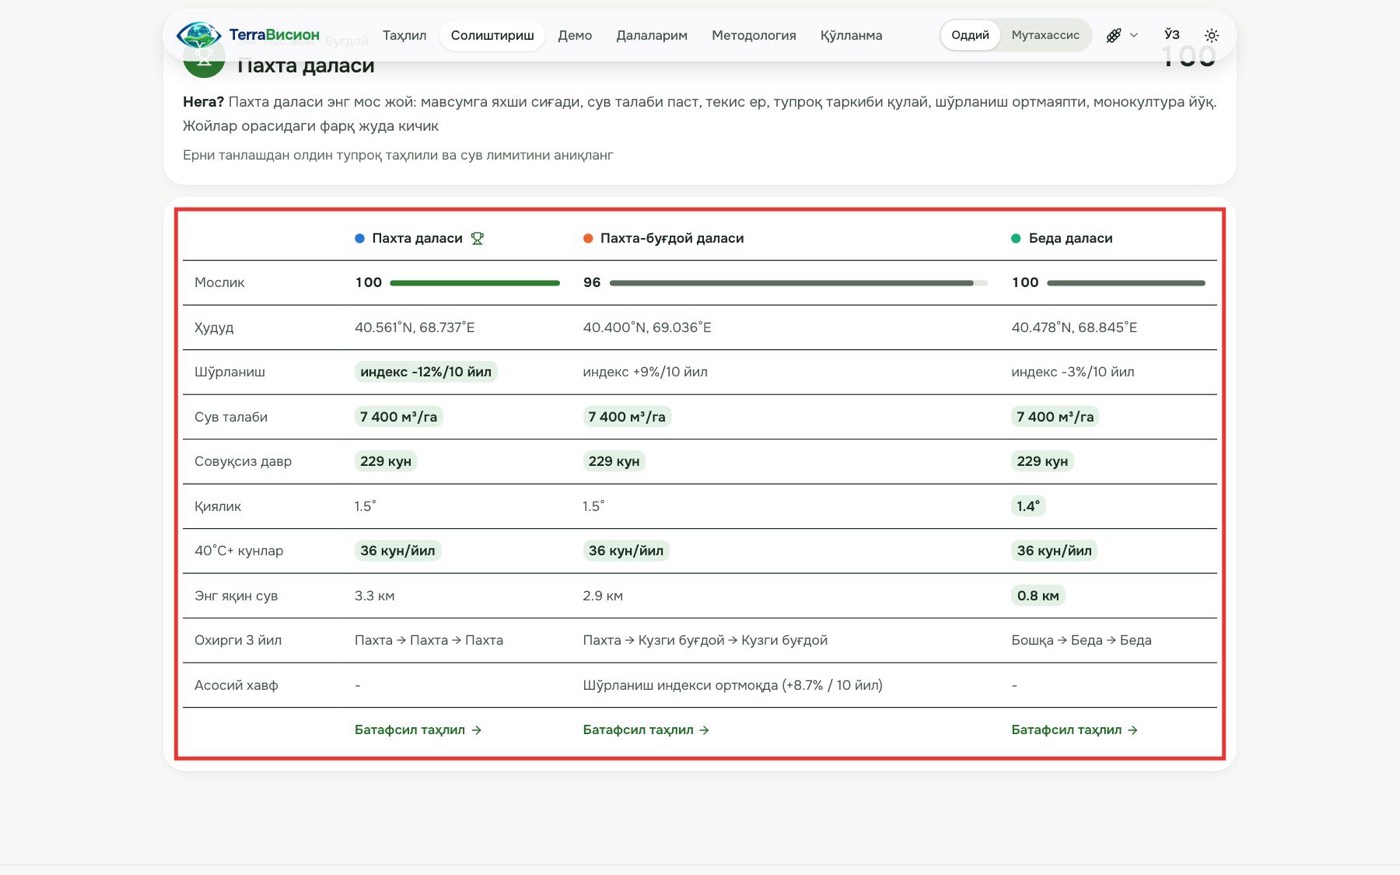 TerraВисион Таҳлил Солиштириш Демо Далаларим Методология Қўлланма Оддий Мутахассис ЎЗ
Пахта даласи 100
Нега? Пахта даласи энг мос жой: мавсумга яхши сиғади, сув талаби паст, текис ер, тупроқ таркиби қулай, шўрланиш ортмаяпти, монокултура йўқ.
Жойлар орасидаги фарқ жуда кичик
Ерни танлашдан олдин тупроқ таҳлили ва сув лимитини аниқланг
Пахта даласи Пахта-буғдой даласи Беда даласи
Мослик 100 96 100
Ҳудуд 40.561°N, 68.737°E 40.400°N, 69.036°E 40.478°N, 68.845°E
Шўрланиш индекс -12%/10 йил индекс +9%/10 йил индекс -3%/10 йил
Сув талаби 7 400 м³/га 7 400 м³/га 7 400 м³/га
Совуқсиз давр 229 кун 229 кун 229 кун
Қиялик 1.5° 1.5° 1.4°
40°C+ кунлар 36 кун/йил 36 кун/йил 36 кун/йил
Энг яқин сув 3.3 км 2.9 км 0.8 км
Охирги 3 йил Пахта → Пахта → Пахта Пахта → Кузги буғдой → Кузги буғдой Бошқа → Беда → Беда
Асосий хавф - Шўрланиш индекси ортмоқда (+8.7% / 10 йил) -
Батафсил таҳлил → Батафсил таҳлил → Батафсил таҳлил →